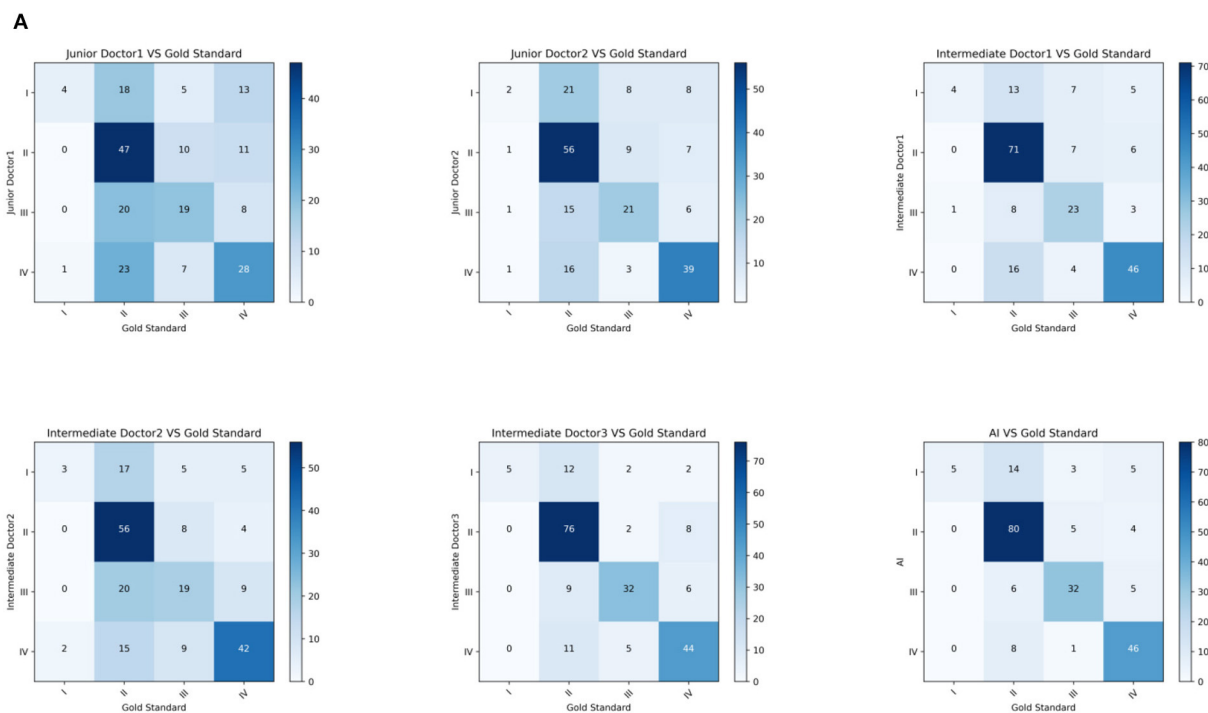 A
Junior Doctor1 VS Gold Standard
Junior Doctor1
I 4 18 5 13
II 0 47 10 11
III 0 20 19 8
IV 1 23 7 28
I II III IV
Gold Standard
40
30
20
10
0
Junior Doctor2 VS Gold Standard
Junior Doctor2
I 2 21 8 8
II 1 56 9 7
III 1 15 21 6
IV 1 16 3 39
I II III IV
Gold Standard
50
40
30
20
10
Intermediate Doctor1 VS Gold Standard
Intermediate Doctor1
I 4 13 7 5
II 0 71 7 6
III 1 8 23 3
IV 0 16 4 46
I II III IV
Gold Standard
70
60
50
40
30
20
10
0
Intermediate Doctor2 VS Gold Standard
Intermediate Doctor2
I 3 17 5 5
II 0 56 8 4
III 0 20 19 9
IV 2 15 9 42
I II III IV
Gold Standard
50
40
30
20
10
0
Intermediate Doctor3 VS Gold Standard
Intermediate Doctor3
I 5 12 2 2
II 0 76 2 8
III 0 9 32 6
IV 0 11 5 44
I II III IV
Gold Standard
70
60
50
40
30
20
10
0
AI VS Gold Standard
AI
I 5 14 3 5
II 0 80 5 4
III 0 6 32 5
IV 0 8 1 46
I II III IV
Gold Standard
80
70
60
50
40
30
20
10
0